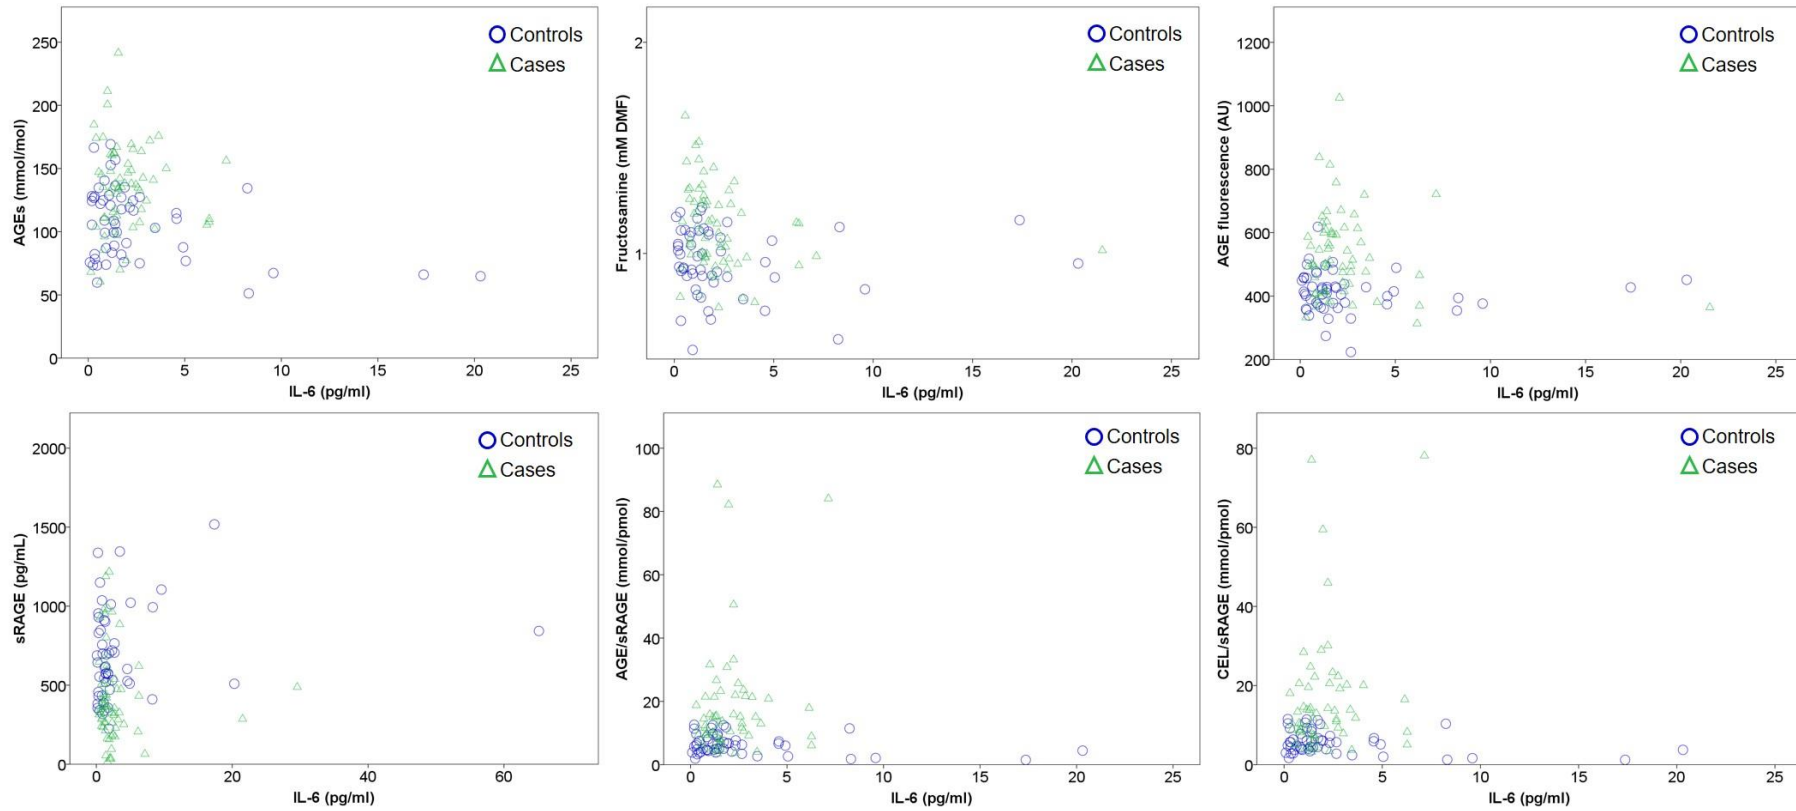 AGEs (mmol/mol)
250
200
150
100
50
0
Controls
Cases
0 5 10 15 20 25
IL-6 (pg/ml)
Fructosamine (mM DMF)
2
1
Controls
Cases
0 5 10 15 20 25
IL-6 (pg/ml)
AGE fluorescence (AU)
1200
1000
800
600
400
200
Controls
Cases
0 5 10 15 20 25
IL-6 (pg/ml)
sRAGE (pg/mL)
2000
1500
1000
500
0
Controls
Cases
0 20 40 60
IL-6 (pg/ml)
AGE/sRAGE (mmol/pmol)
100
80
60
40
20
0
Controls
Cases
0 5 10 15 20 25
IL-6 (pg/ml)
CEL/sRAGE (mmol/pmol)
80
60
40
20
0
Controls
Cases
0 5 10 15 20 25
IL-6 (pg/ml)